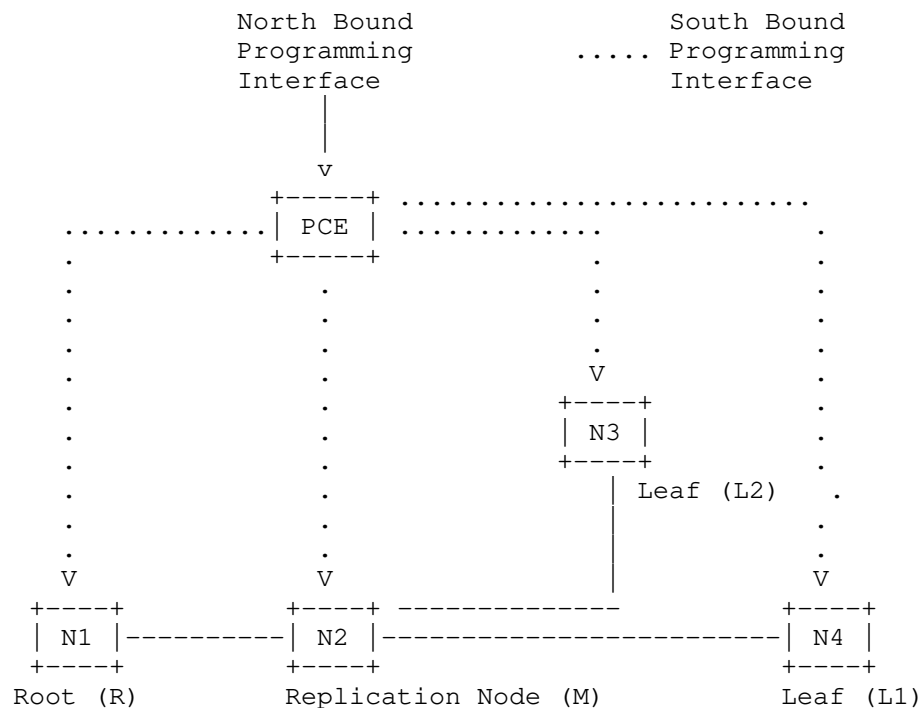 North Bound South Bound
Programming ..... Programming
Interface Interface
v
PCE
V
N3
Leaf (L2)
V V V
N1 N2 N4
Root (R) Replication Node (M) Leaf (L1)